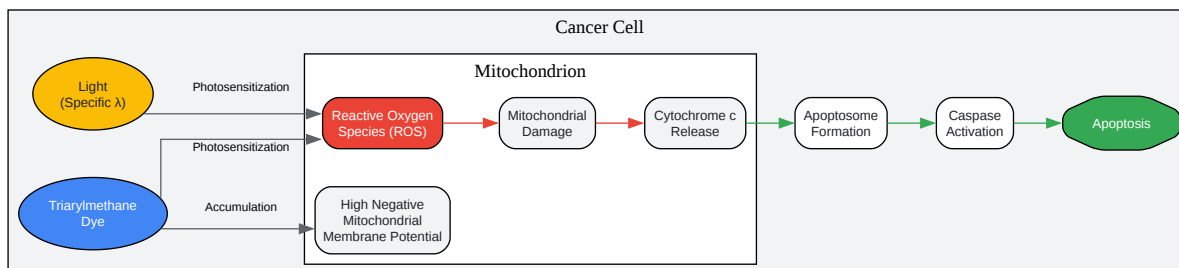 Cancer Cell
Mitochondrion
Light
(Specific λ)
Photosensitization
Reactive Oxygen
Species (ROS)
Mitochondrial
Damage
Cytochrome c
Release
Apoptosome
Formation
Caspase
Activation
Apoptosis
Photosensitization
Triarylmethane
Dye
Accumulation
High Negative
Mitochondrial
Membrane Potential